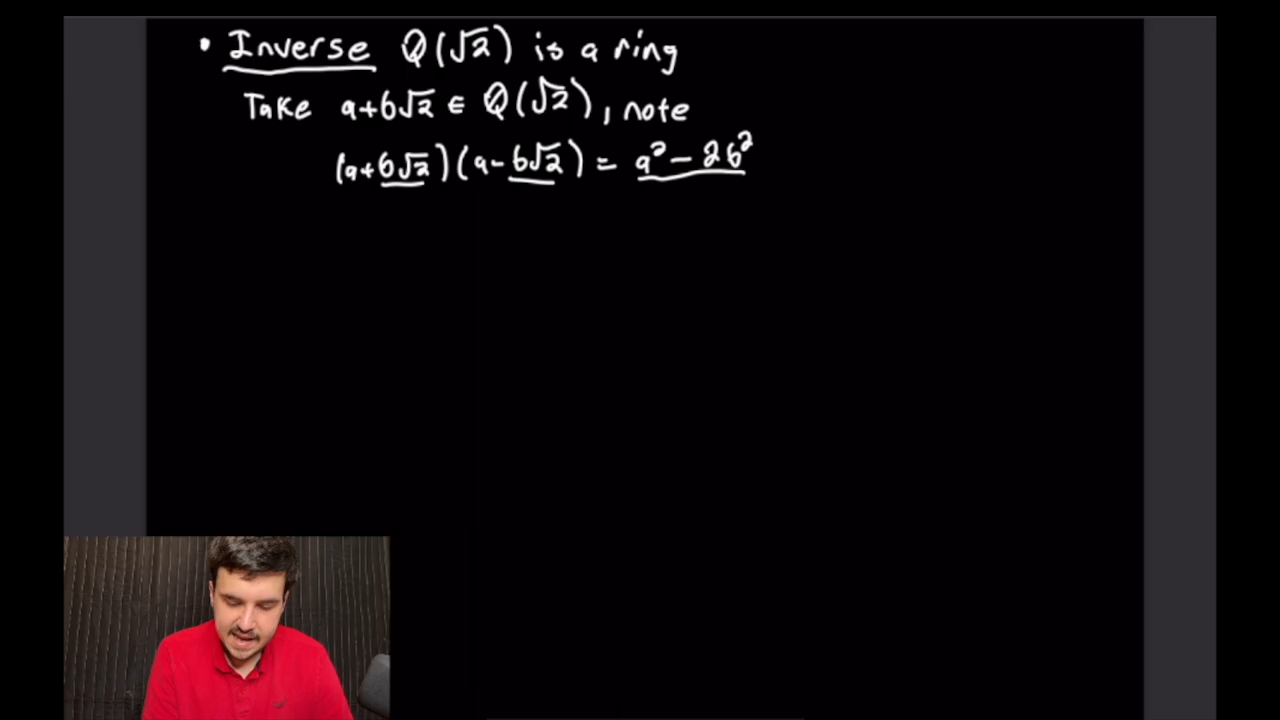 • Inverse Q(√2) is a ring
Take a+b√2 ∈ Q(√2), note
(a+b√2)(a-b√2) = a² - 2b²